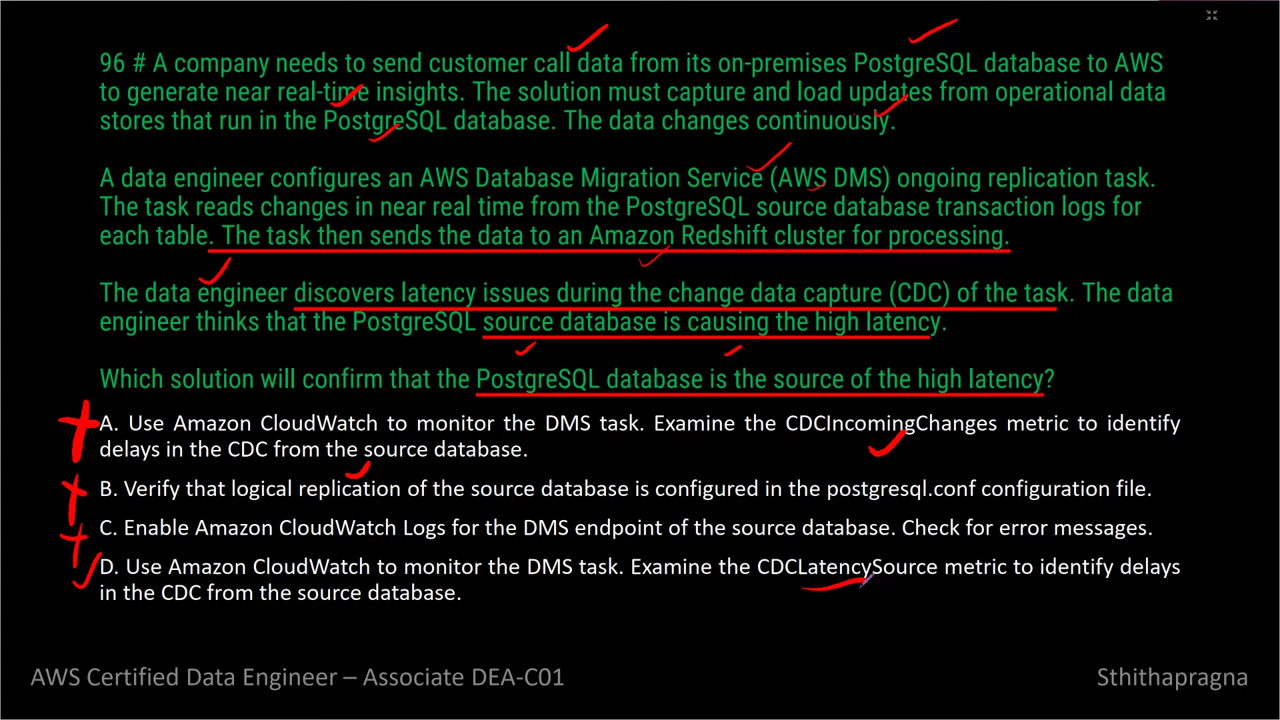 96 # A company needs to send customer call data from its on-premises PostgreSQL database to AWS
to generate near real-time insights. The solution must capture and load updates from operational data
stores that run in the PostgreSQL database. The data changes continuously.
A data engineer configures an AWS Database Migration Service (AWS DMS) ongoing replication task.
The task reads changes in near real time from the PostgreSQL source database transaction logs for
each table. The task then sends the data to an Amazon Redshift cluster for processing.
The data engineer discovers latency issues during the change data capture (CDC) of the task. The data
engineer thinks that the PostgreSQL source database is causing the high latency.
Which solution will confirm that the PostgreSQL database is the source of the high latency?
A. Use Amazon CloudWatch to monitor the DMS task. Examine the CDCIncomingChanges metric to identify
delays in the CDC from the source database.
B. Verify that logical replication of the source database is configured in the postgresql.conf configuration file.
C. Enable Amazon CloudWatch Logs for the DMS endpoint of the source database. Check for error messages.
D. Use Amazon CloudWatch to monitor the DMS task. Examine the CDCLatencySource metric to identify delays
in the CDC from the source database.
AWS Certified Data Engineer – Associate DEA-C01
Sthithapragna